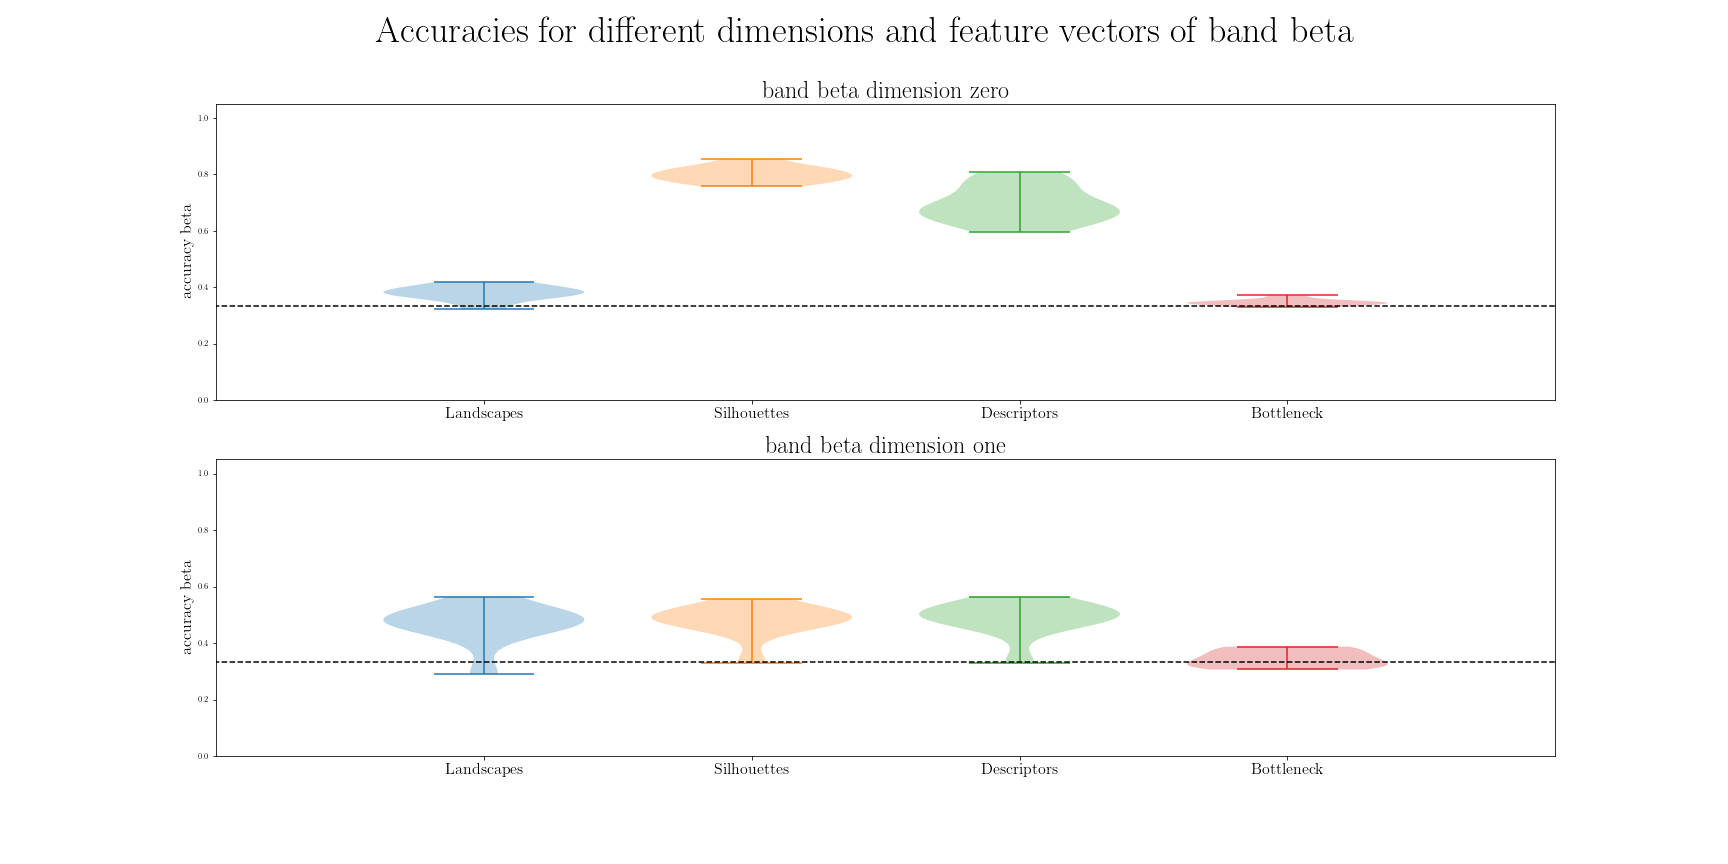 Accuracies for different dimensions and feature vectors of band beta
band beta dimension zero
accuracy beta
1.0
0.8
0.6
0.4
0.2
0.0
Landscapes Silhouettes Descriptors Bottleneck
band beta dimension one
accuracy beta
1.0
0.8
0.6
0.4
0.2
0.0
Landscapes Silhouettes Descriptors Bottleneck